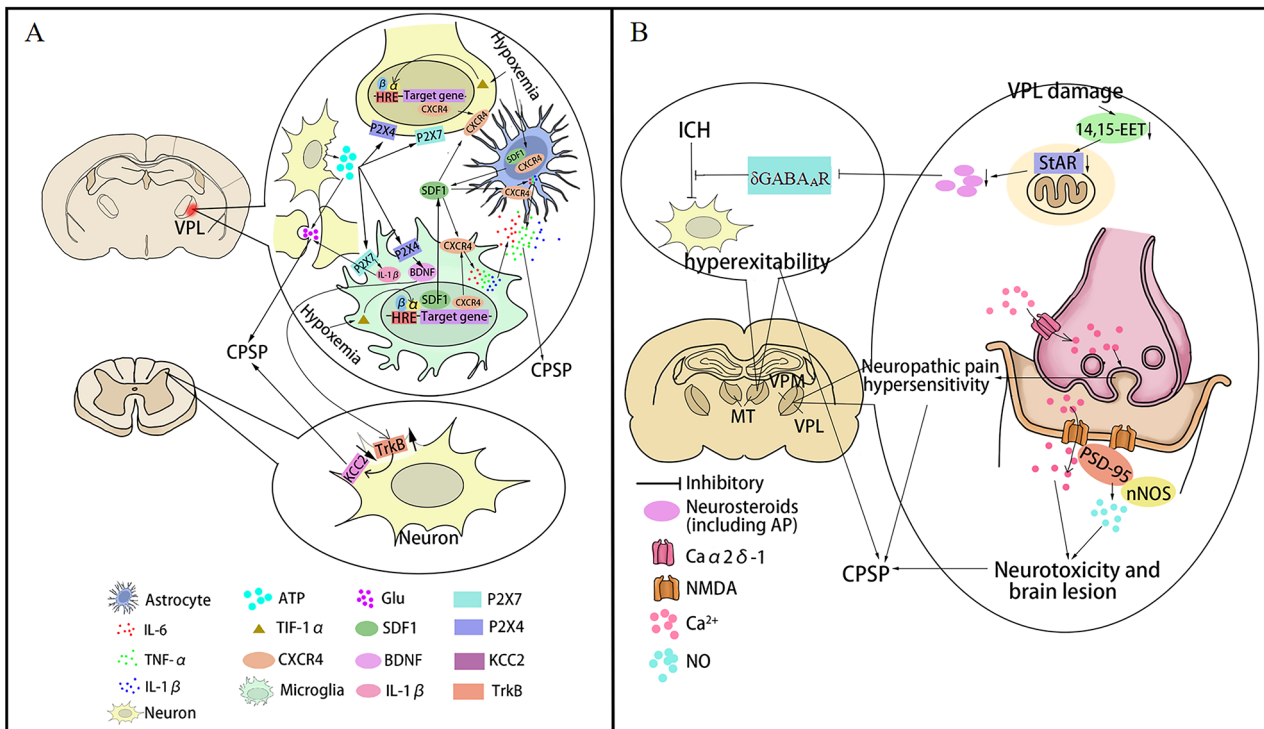 A
Hypoxemia
β α
HRE Target gene
CXCR4
P2X4
P2X7
CXCR4
SDF1
CXCR4
SDF1
CXCR4
VPL
CXCR4
P2X7
P2X4
IL-1β
BDNF
β α
SDF1
CXCR4
HRE Target gene
Hypoxemia
CPSP
CPSP
TrkB
KCC2
Neuron
Astrocyte
ATP
Glu
P2X7
IL-6
TIF-1α
SDF1
P2X4
TNF-α
CXCR4
BDNF
KCC2
IL-1β
Microglia
IL-1β
TrkB
Neuron
B
VPL damage
14,15-EET
StAR
ICH
δGABAAR
hyperexitability
Neuropathic pain
hypersensitivity
VPM
MT
VPL
PSD-95
nNOS
Inhibitory
Neurosteroids
(including AP)
Caα2δ-1
NMDA
Ca²⁺
NO
CPSP
Neurotoxicity and
brain lesion